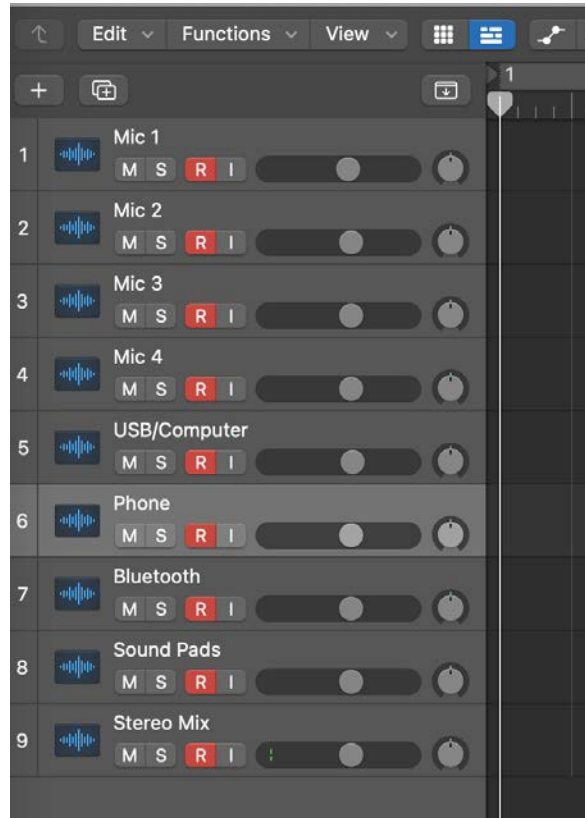 Edit Functions View
1
1 Mic 1
M S R I
2 Mic 2
M S R I
3 Mic 3
M S R I
4 Mic 4
M S R I
5 USB/Computer
M S R I
6 Phone
M S R I
7 Bluetooth
M S R I
8 Sound Pads
M S R I
9 Stereo Mix
M S R I